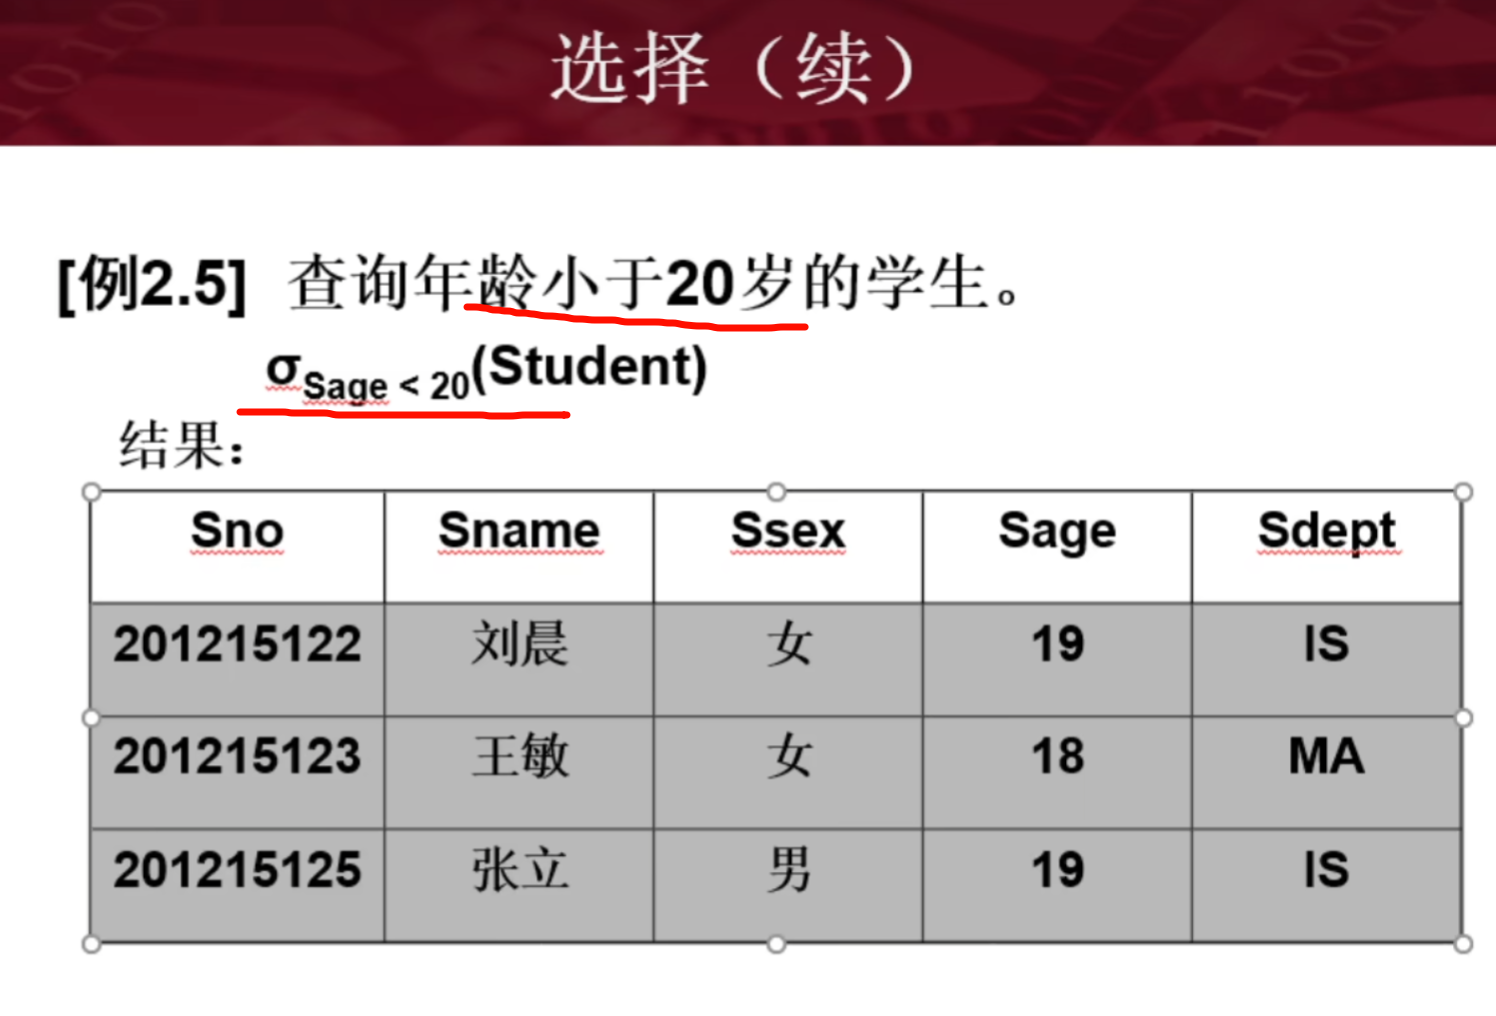 选择（续）
[例2.5] 查询年龄小于20岁的学生。
σSage < 20(Student)
结果：
Sno Sname Ssex Sage Sdept
201215122 刘晨 女 19 IS
201215123 王敏 女 18 MA
201215125 张立 男 19 IS